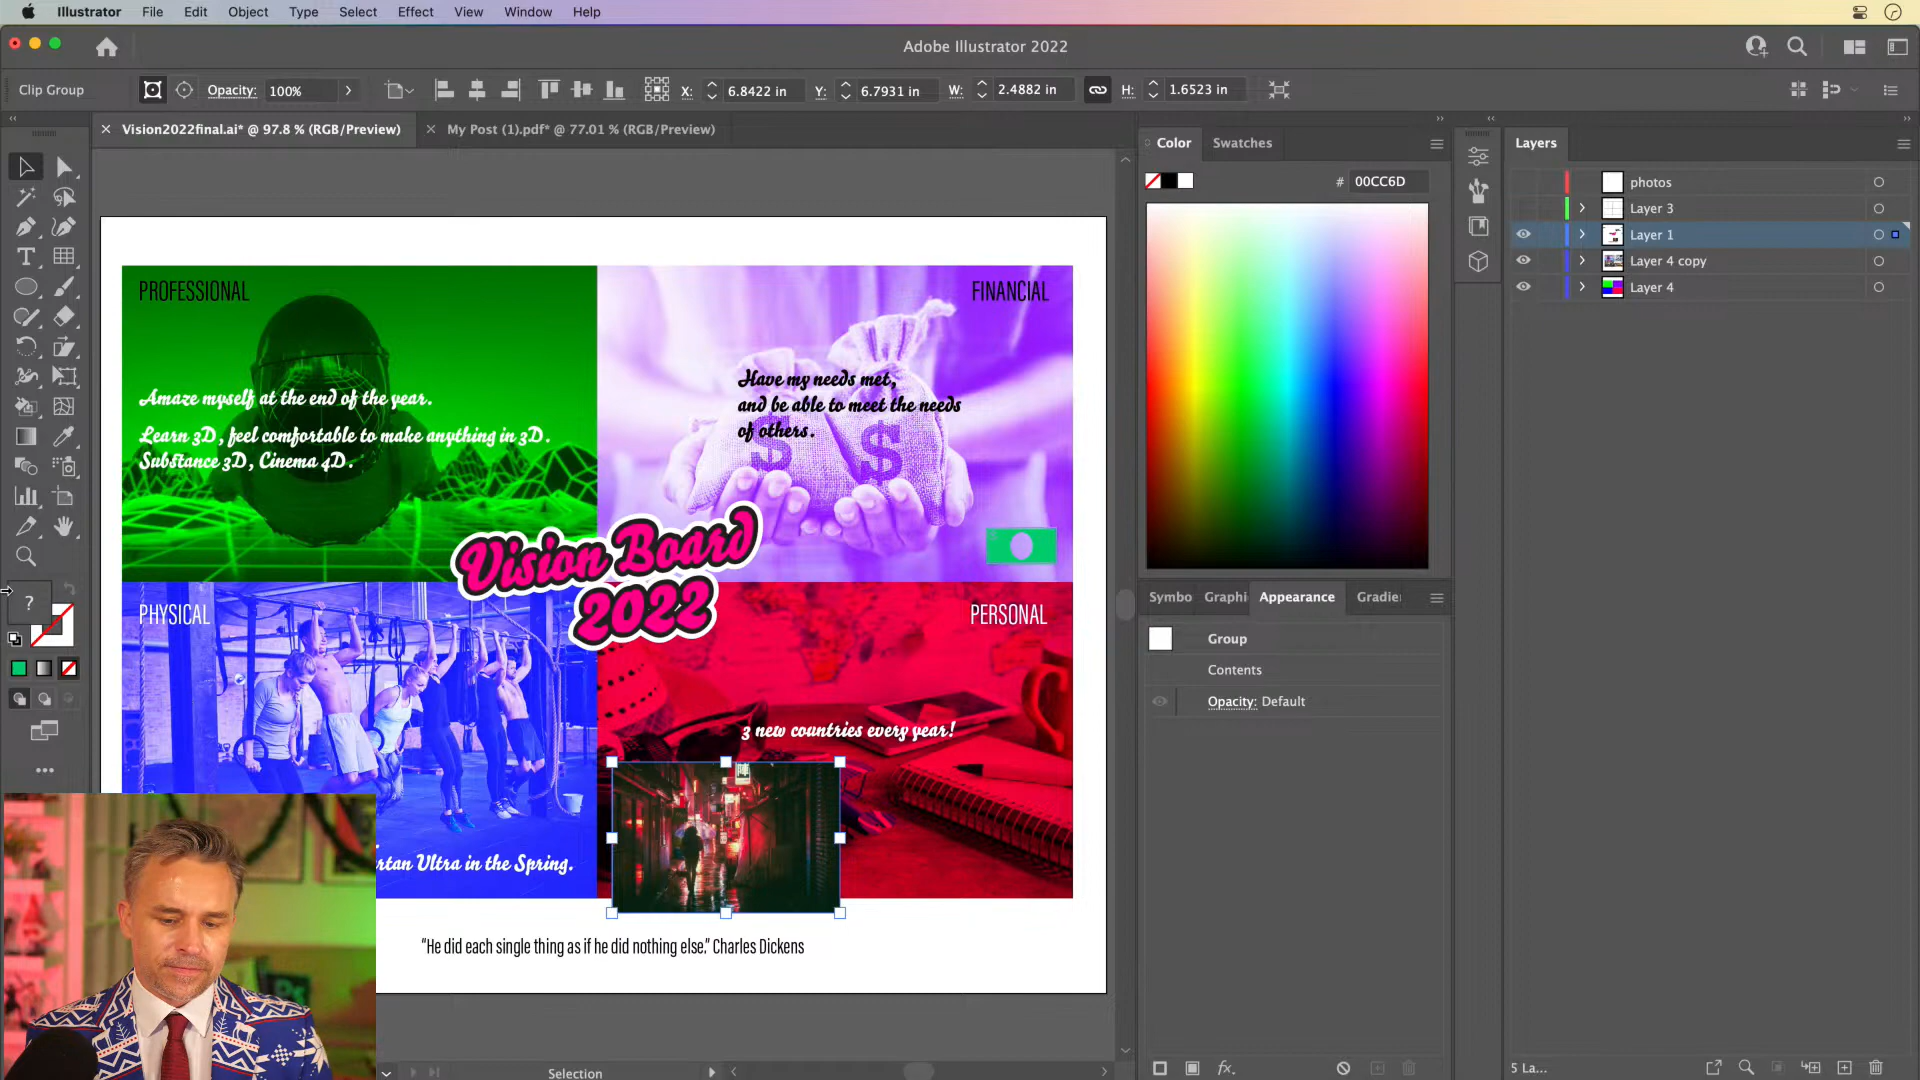 Illustrator File Edit Object Type Select Effect View Window Help
Adobe Illustrator 2022
Clip Group Opacity: 100% X: 6.8422 in Y: 6.7931 in W: 2.4882 in H: 1.6523 in
Vision2022final.ai* @ 97.8 % (RGB/Preview) My Post (1).pdf* @ 77.01 % (RGB/Preview)
Color Swatches
# 00CC6D
Layers
photos
Layer 3
Layer 1
Layer 4 copy
Layer 4
PROFESSIONAL
Amaze myself at the end of the year.
Learn 3D, feel comfortable to make anything in 3D.
Substance 3D, Cinema 4D.
FINANCIAL
Have my needs met,
and be able to meet the needs
of others.
$ $
Vision Board
2022
PHYSICAL
rtan Ultra in the Spring.
PERSONAL
3 new countries every year!
"He did each single thing as if he did nothing else." Charles Dickens
?
Symbo Graphi Appearance Gradie
Group
Contents
Opacity: Default
fx
Selection
5 La...